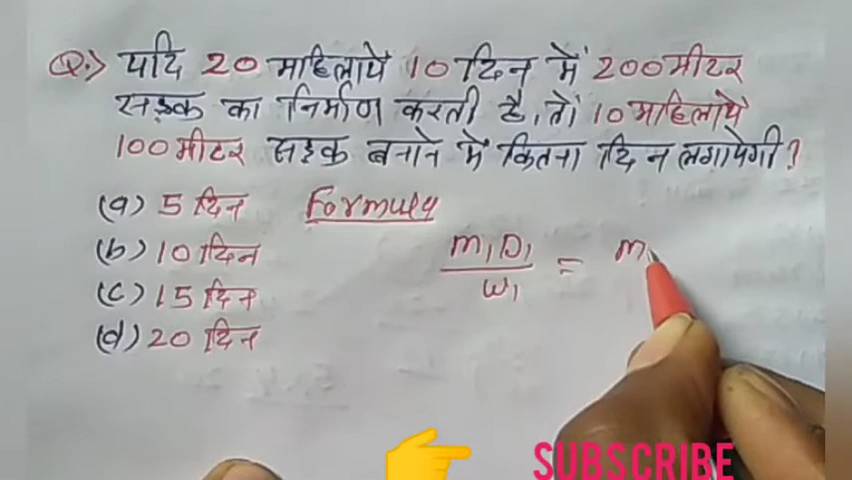 Q.> यदि 20 महिलाये 10 दिन में 200 मीटर
सड़क का निर्माण करती है, तो 10 महिलाये
100 मीटर सड़क बनाने में कितना दिन लगायेगी ?
(a) 5 दिन Formula
(b) 10 दिन
(c) 15 दिन
(d) 20 दिन
M₁D₁ / W₁ = M
SUBSCRIBE